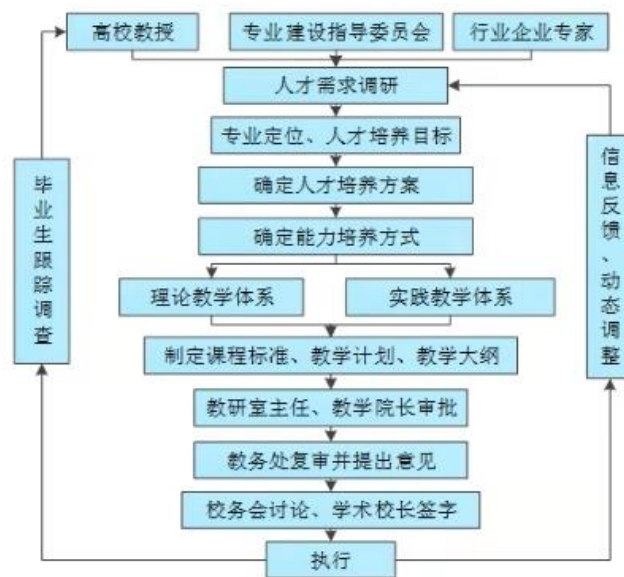 高校教授
专业建设指导委员会
行业企业专家
人才需求调研
专业定位、人才培养目标
确定人才培养方案
确定能力培养方式
理论教学体系
实践教学体系
制定课程标准、教学计划、教学大纲
教研室主任、教学院长审批
教务处复审并提出意见
校务会讨论、学术校长签字
执行
毕业生跟踪调查
信息反馈、动态调整